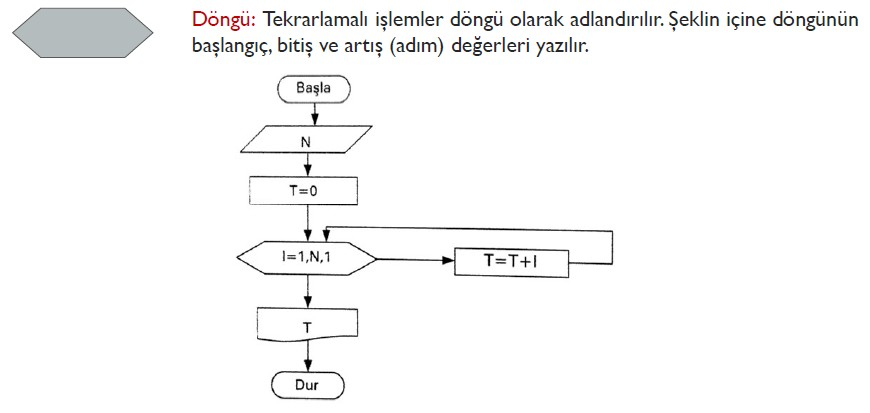 Döngü: Tekrarlamalı işlemler döngü olarak adlandırılır. Şeklin içine döngünün
başlangıç, bitiş ve artış (adım) değerleri yazılır.
Başla
N
T=0
I=1,N,1
T=T+I
T
Dur